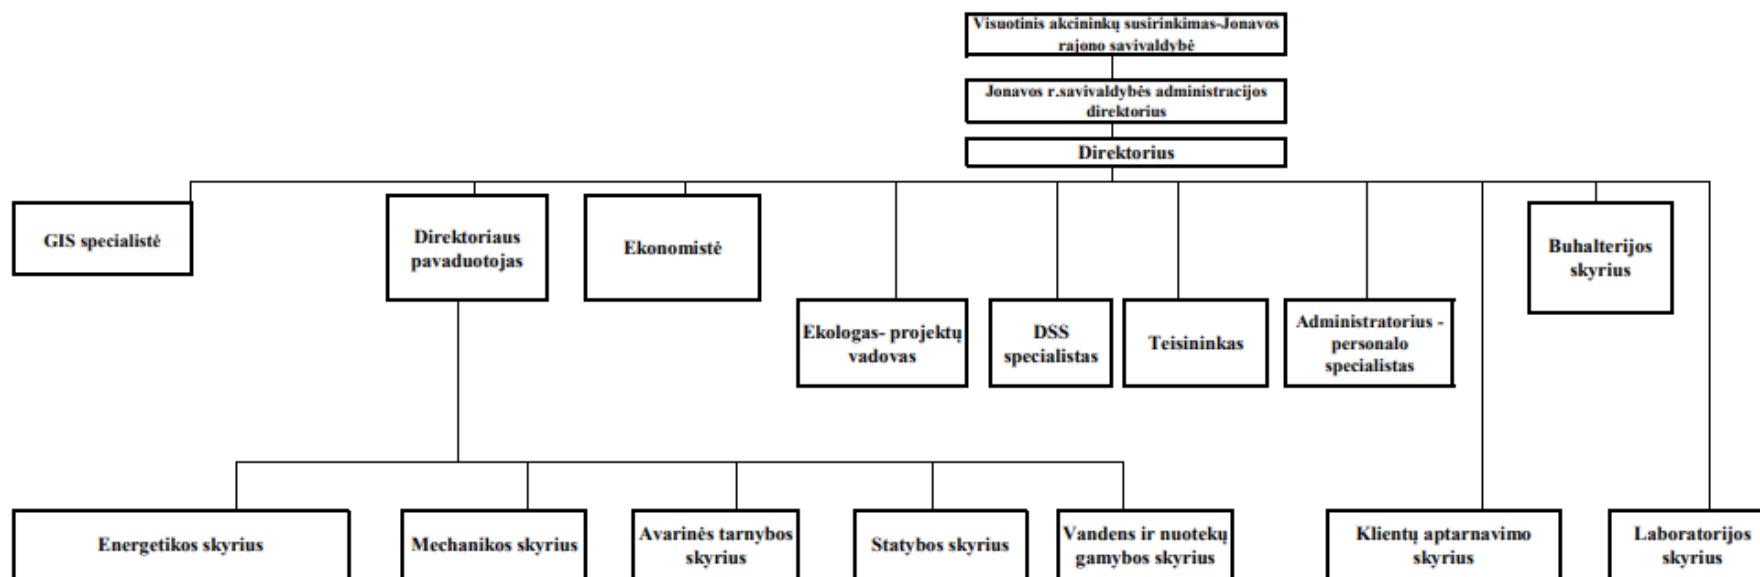 Visuotinis akcininkų susirinkimas-Jonavos
rajono savivaldybė
Jonavos r.savivaldybės administracijos
direktorius
Direktorius
GIS specialistė
Direktoriaus
pavaduotojas
Ekonomistė
Buhalterijos
skyrius
Ekologas- projektų
vadovas
DSS
specialistas
Teisininkas
Administratorius -
personalo
specialistas
Energetikos skyrius
Mechanikos skyrius
Avarinės tarnybos
skyrius
Statybos skyrius
Vandens ir nuotekų
gamybos skyrius
Klientų aptarnavimo
skyrius
Laboratorijos
skyrius